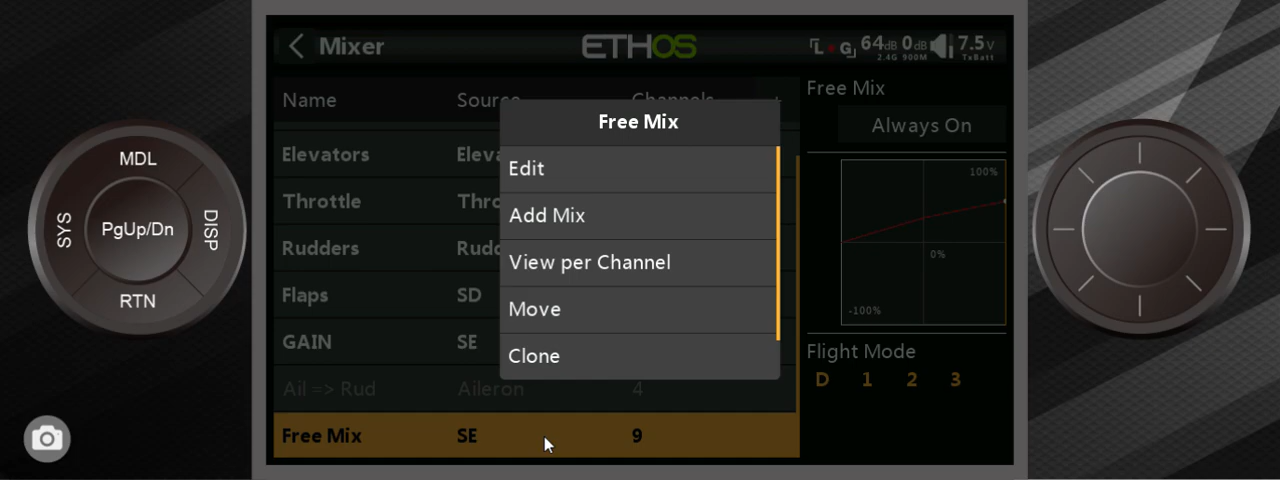 MDL
SYS
PgUp/Dn
DISP
RTN
Mixer
ETHOS
L G 64dB 0dB 7.5V
2.4G 900M TxBatt
Name Source Channels +
Elevators Eleva
Throttle Thro
Rudders Rudd
Flaps SD
GAIN SE
Ail => Rud Aileron 4
Free Mix SE 9
Free Mix
Edit
Add Mix
View per Channel
Move
Clone
Free Mix
Always On
100%
0%
-100%
Flight Mode
D 1 2 3